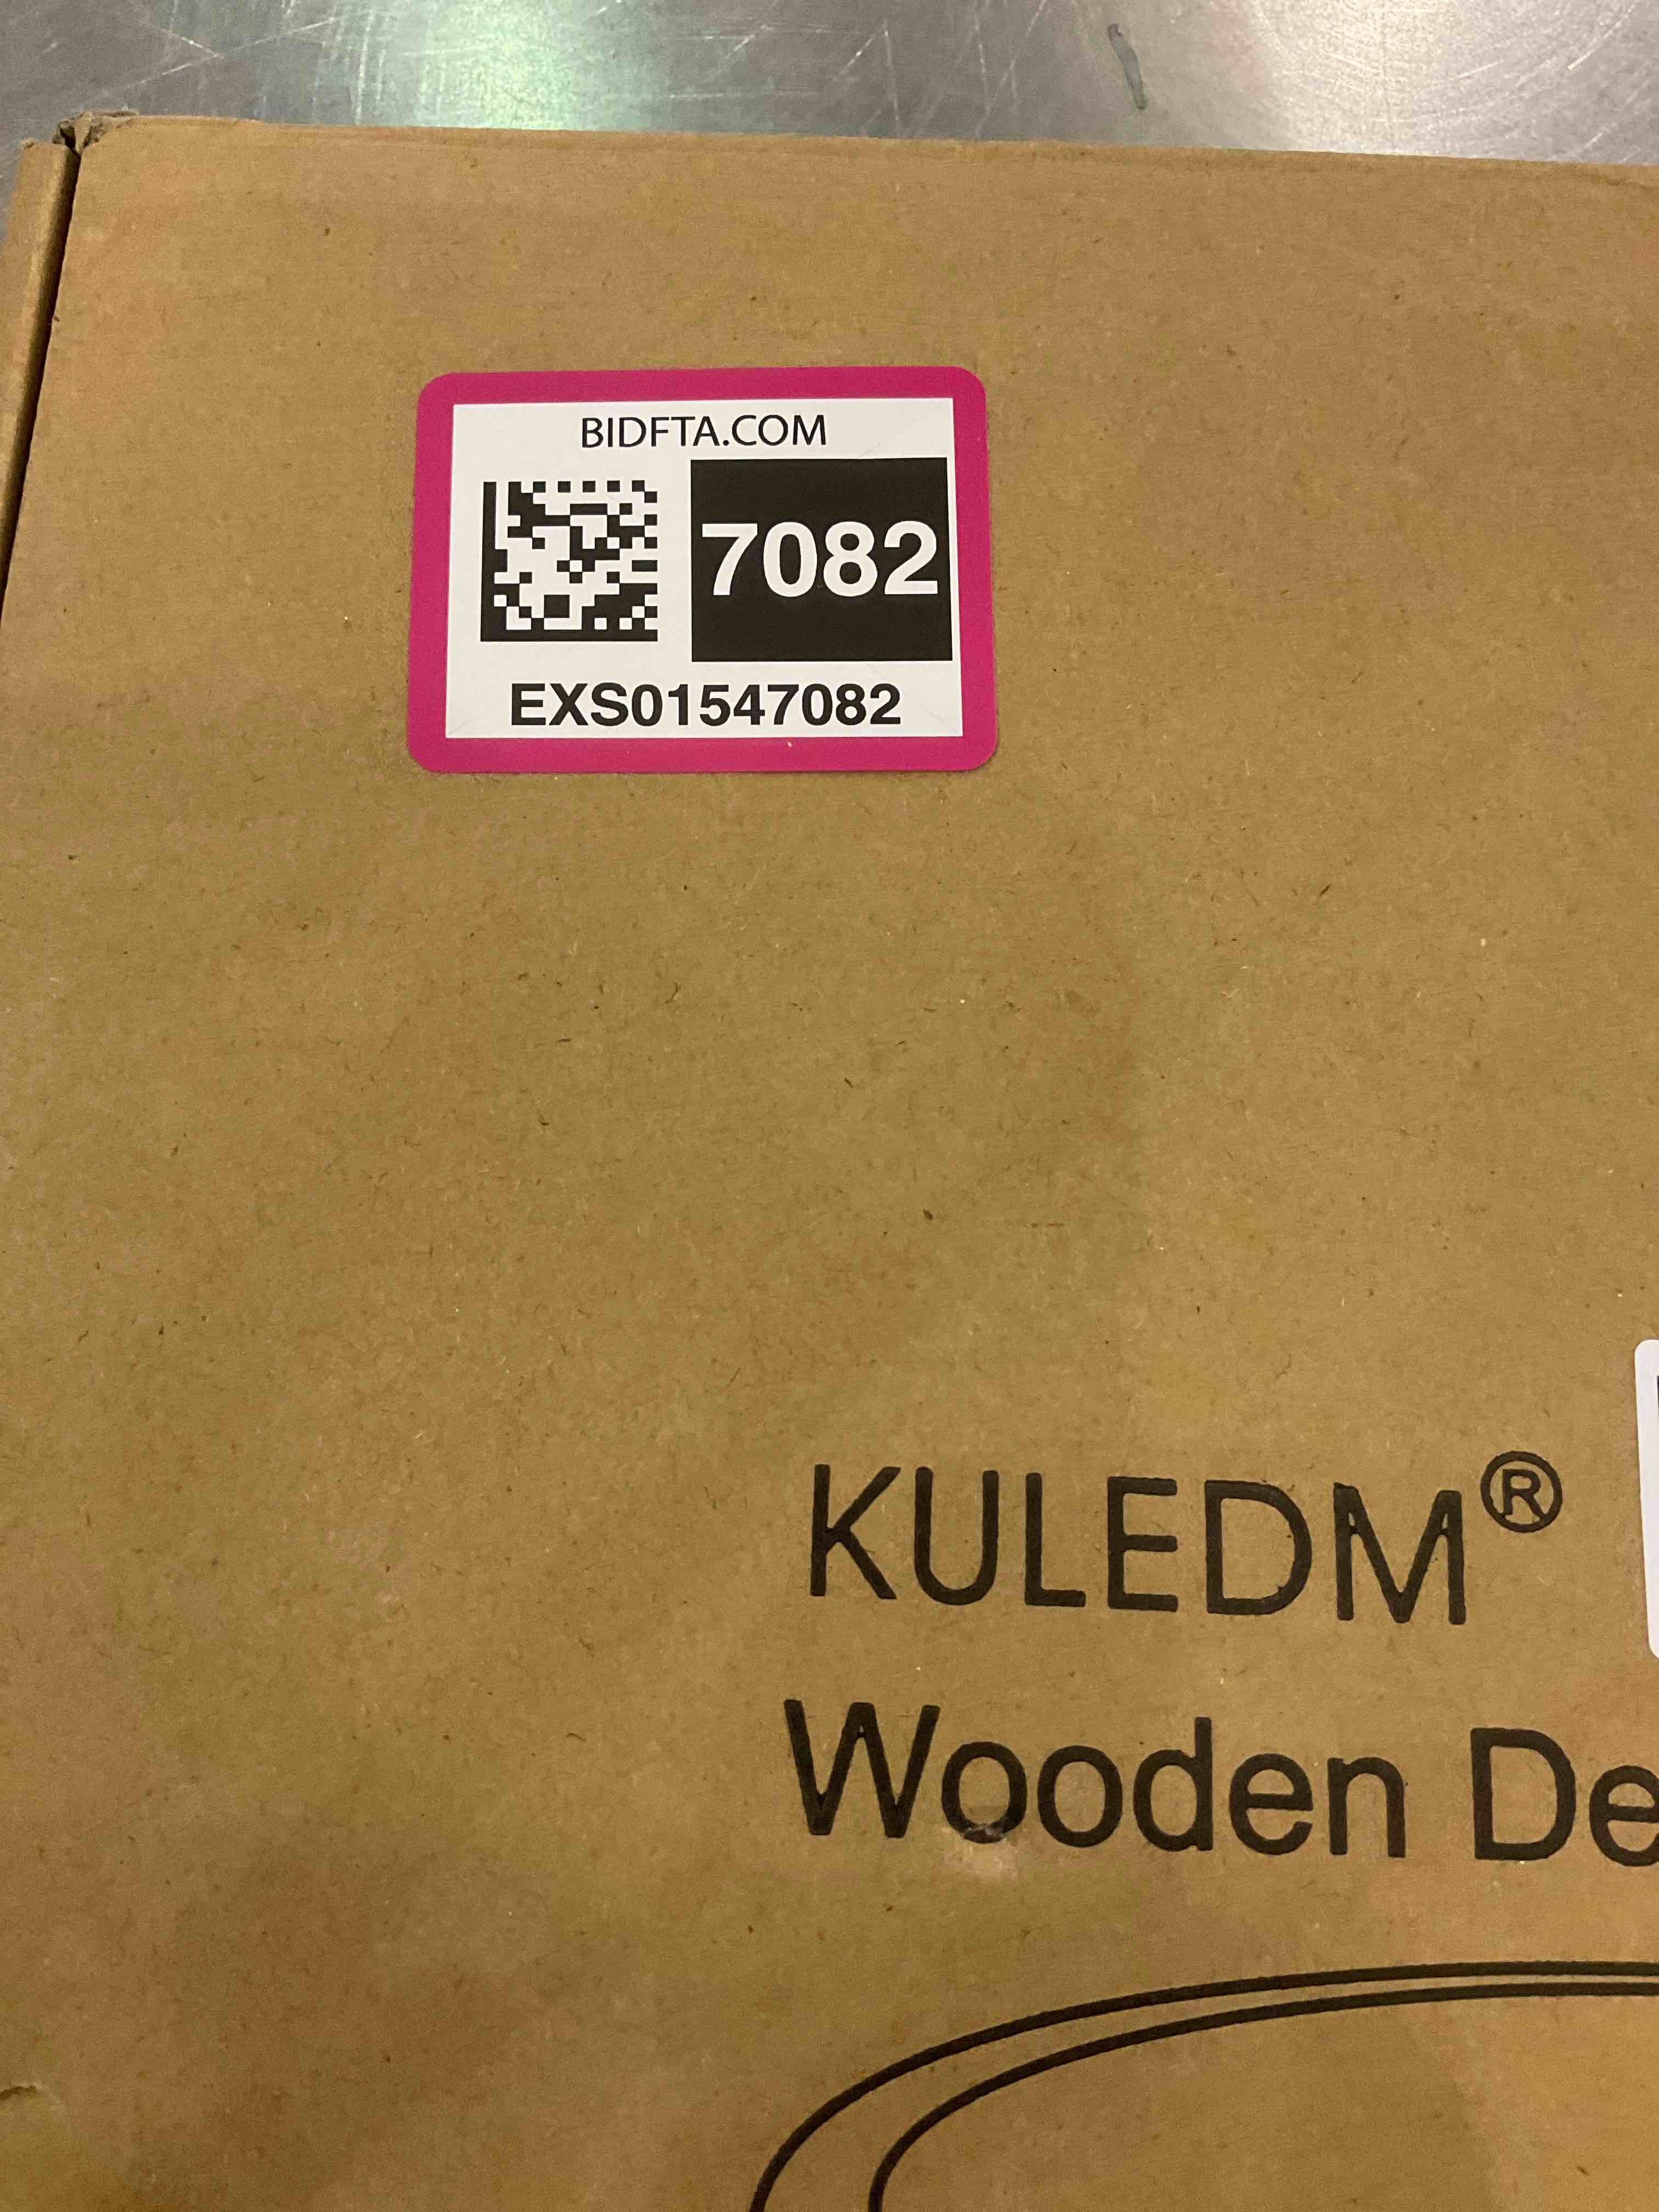 BIDFTA.COM
7082
EXS01547082
KULEDM®
Wooden De